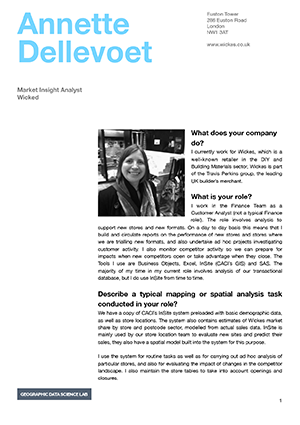 Annette
Dellevoet
Euston Tower
286 Euston Road
London
NW1 3AT
www.wickes.co.uk
Market Insight Analyst
Wicked
What does your company
do?
I currently work for Wickes, which is a
well-known retailer in the DIY and
Building Materials sector. Wickes is part
of the Travis Perkins group, the leading
UK builder's merchant.
What is your role?
I work in the Finance Team as a
Customer Analyst (not a typical Finance
role). The role involves analysis to
support new stores and new formats. On a day to day basis this means that I
build and circulate reports on the performance of new stores and stores where
we are trialling new formats, and also undertake ad hoc projects investigating
customer activity. I also monitor competitor activity so we can prepare for
impacts when new competitors open or take advantage when they close. The
Tools I use are Business Objects, Excel, InSite (CACI's GIS) and SAS. The
majority of my time in my current role involves analysis of our transactional
database, but I do use InSite from time to time.
Describe a typical mapping or spatial analysis task
conducted in your role?
We have a copy of CACI's InSite system preloaded with basic demographic data,
as well as store locations. The system also contains estimates of Wickes market
share by store and postcode sector, modelled from actual sales data. InSite is
mainly used by our store location team to evaluate new sites and predict their
sales, they also have a spatial model built into the system for this purpose.
I use the system for routine tasks as well as for carrying out ad hoc analysis of
particular stores, and also for evaluating the impact of changes in the competitor
landscape. I also maintain the store tables to take into account openings and
closures.
GEOGRAPHIC DATA SCIENCE LAB
1